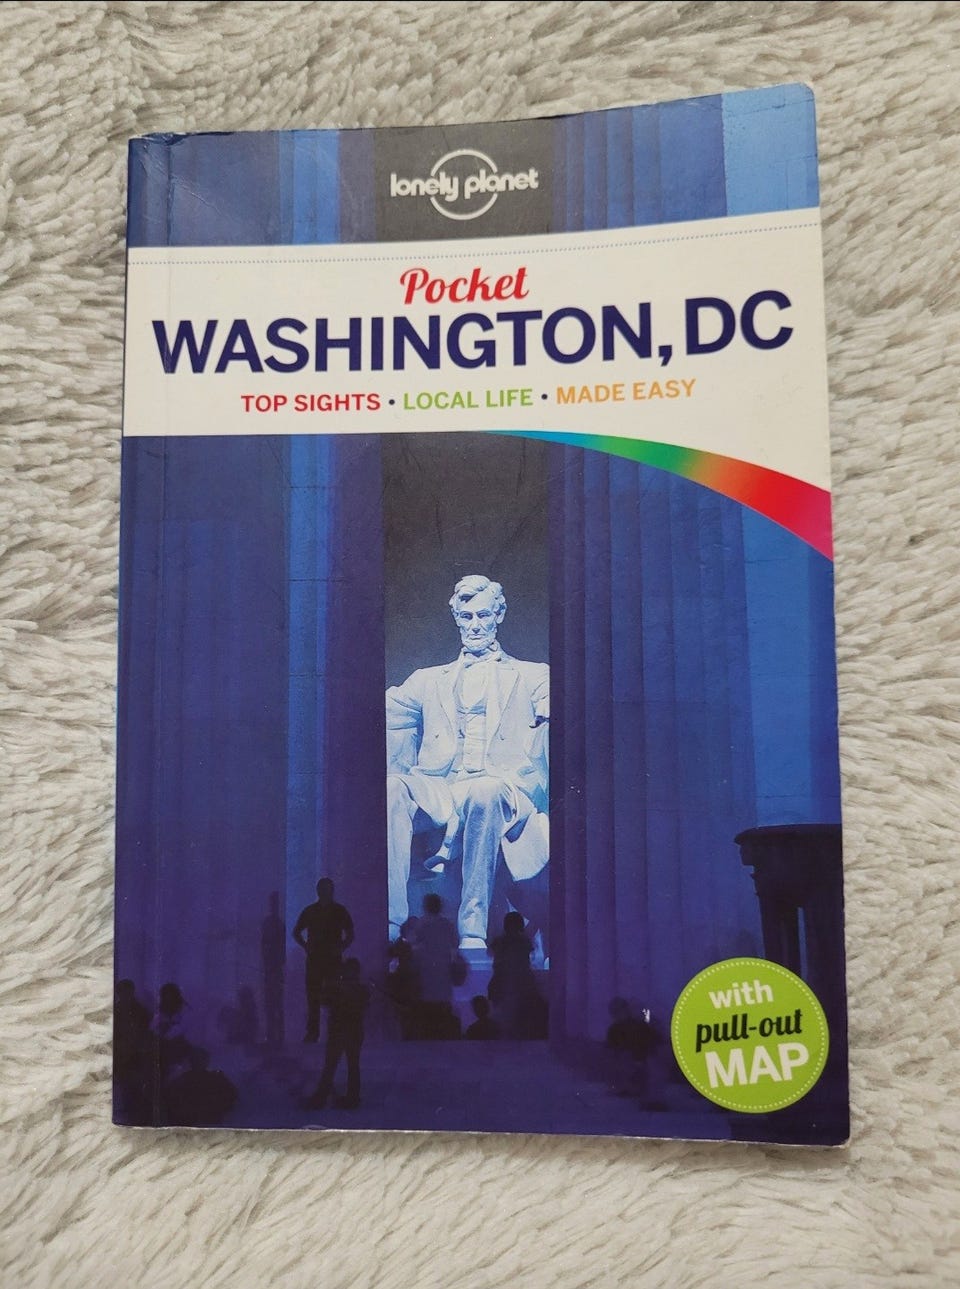 lonely planet
Pocket
WASHINGTON, DC
TOP SIGHTS • LOCAL LIFE • MADE EASY
with
pull-out
MAP